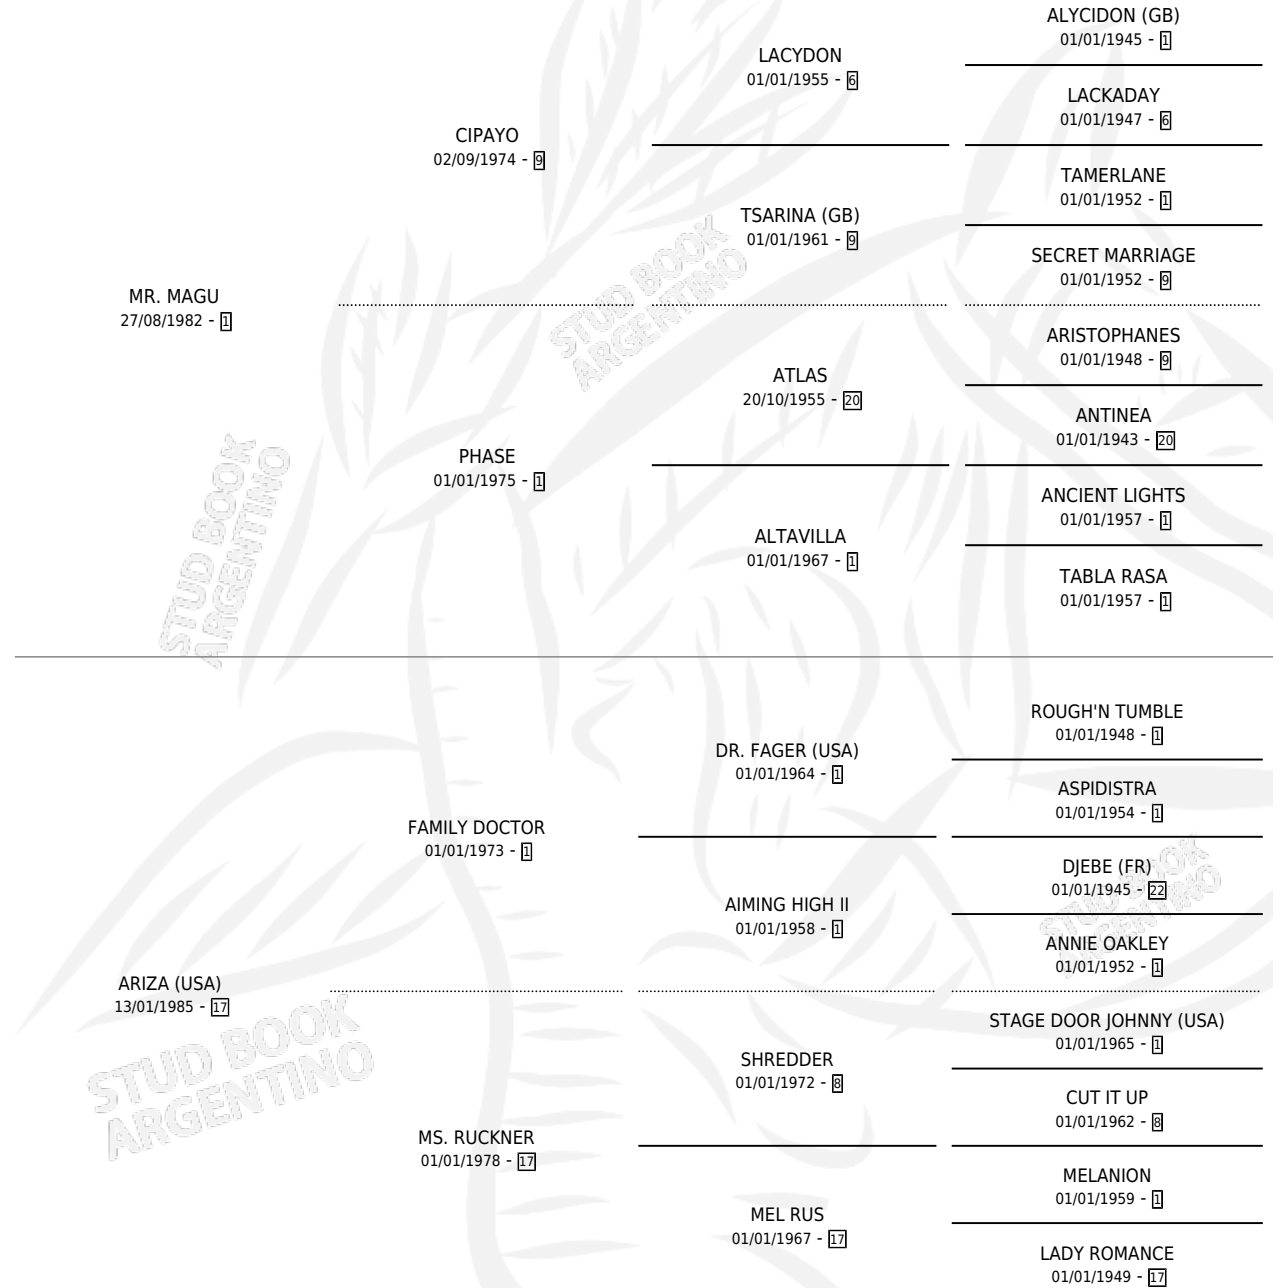 ALYCIDON (GB)
01/01/1945 - 1
LACYDON
01/01/1955 - 6
LACKADAY
01/01/1947 - 6
CIPAYO
02/09/1974 - 9
TAMERLANE
01/01/1952 - 1
TSARINA (GB)
01/01/1961 - 9
SECRET MARRIAGE
01/01/1952 - 9
MR. MAGU
27/08/1982 - 1
ARISTOPHANES
01/01/1948 - 9
ATLAS
20/10/1955 - 20
ANTINEA
01/01/1943 - 20
PHASE
01/01/1975 - 1
ANCIENT LIGHTS
01/01/1957 - 1
ALTAVILLA
01/01/1967 - 1
TABLA RASA
01/01/1957 - 1
ROUGH'N TUMBLE
01/01/1948 - 1
DR. FAGER (USA)
01/01/1964 - 1
ASPIDISTRA
01/01/1954 - 1
FAMILY DOCTOR
01/01/1973 - 1
DJEBE (FR)
01/01/1945 - 22
AIMING HIGH II
01/01/1958 - 1
ANNIE OAKLEY
01/01/1952 - 1
ARIZA (USA)
13/01/1985 - 17
STAGE DOOR JOHNNY (USA)
01/01/1965 - 1
SHREDDER
01/01/1972 - 8
CUT IT UP
01/01/1962 - 8
MS. RUCKNER
01/01/1978 - 17
MELANION
01/01/1959 - 1
MEL RUS
01/01/1967 - 17
LADY ROMANCE
01/01/1949 - 17
STUD BOOK
ARGENTINO
STUD BOOK
ARGENTINO
STUD BOOK
ARGENTINO
STUD BOOK
ARGENTINO